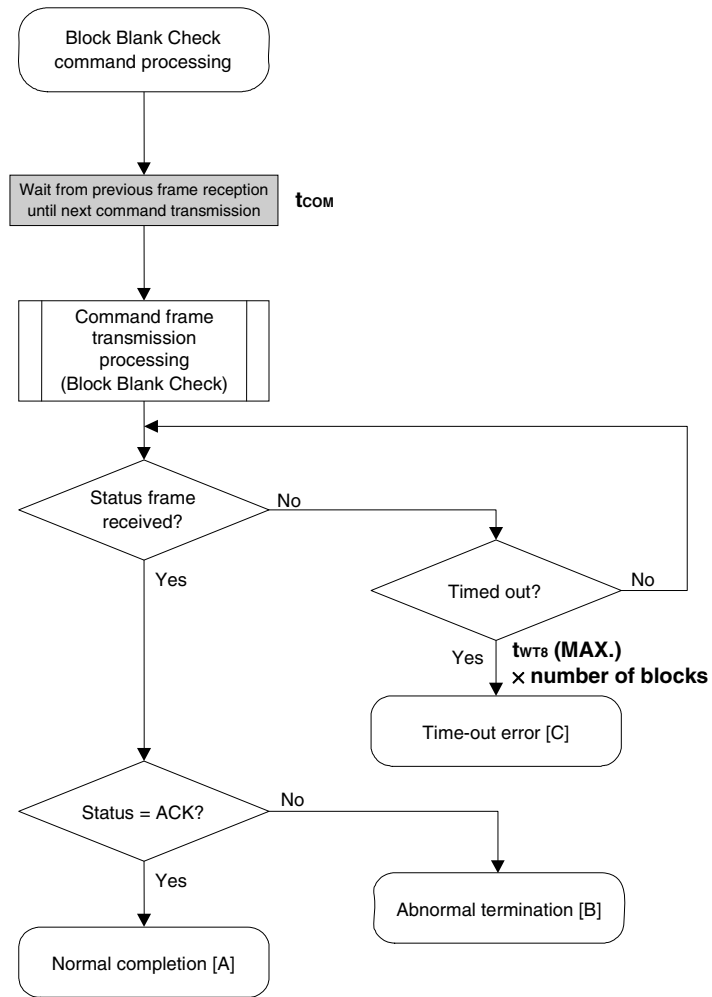 Block Blank Check
command processing
Wait from previous frame reception
until next command transmission
tCOM
Command frame
transmission
processing
(Block Blank Check)
Status frame
received?
No
Yes
Timed out?
No
Yes
tWT8 (MAX.)
× number of blocks
Time-out error [C]
Status = ACK?
No
Yes
Abnormal termination [B]
Normal completion [A]